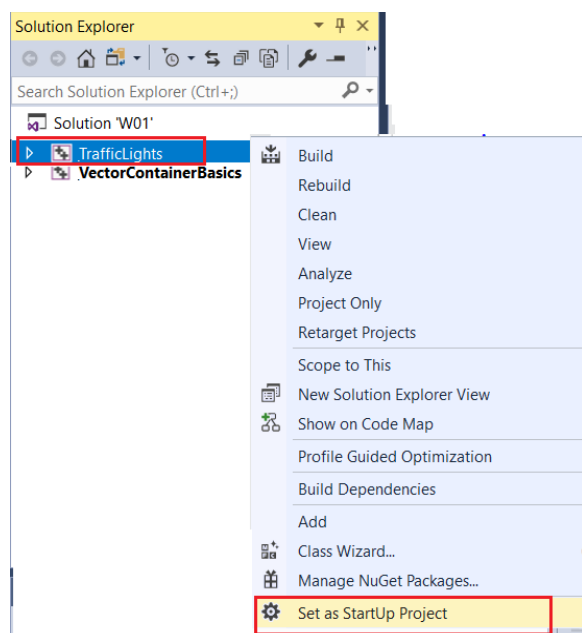 Solution Explorer
Search Solution Explorer (Ctrl+;)
Solution 'W01'
TrafficLights
VectorContainerBasics
Build
Rebuild
Clean
View
Analyze
Project Only
Retarget Projects
Scope to This
New Solution Explorer View
Show on Code Map
Profile Guided Optimization
Build Dependencies
Add
Class Wizard...
Manage NuGet Packages...
Set as StartUp Project